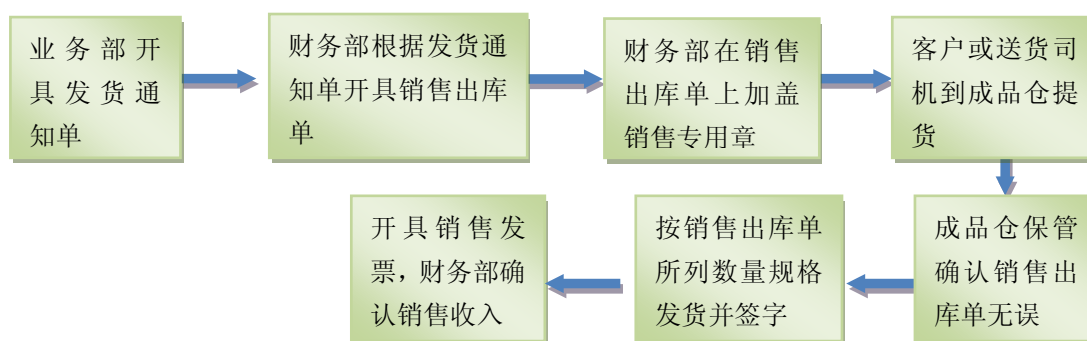 业务部开
具发货通
知单
财务部根据发货通
知单开具销售出库
单
财务部在销售
出库单上加盖
销售专用章
客户或送货司
机到成品仓提
货
成品仓保管
确认销售出
库单无误
按销售出库单
所列数量规格
发货并签字
开具销售发
票，财务部确
认销售收入